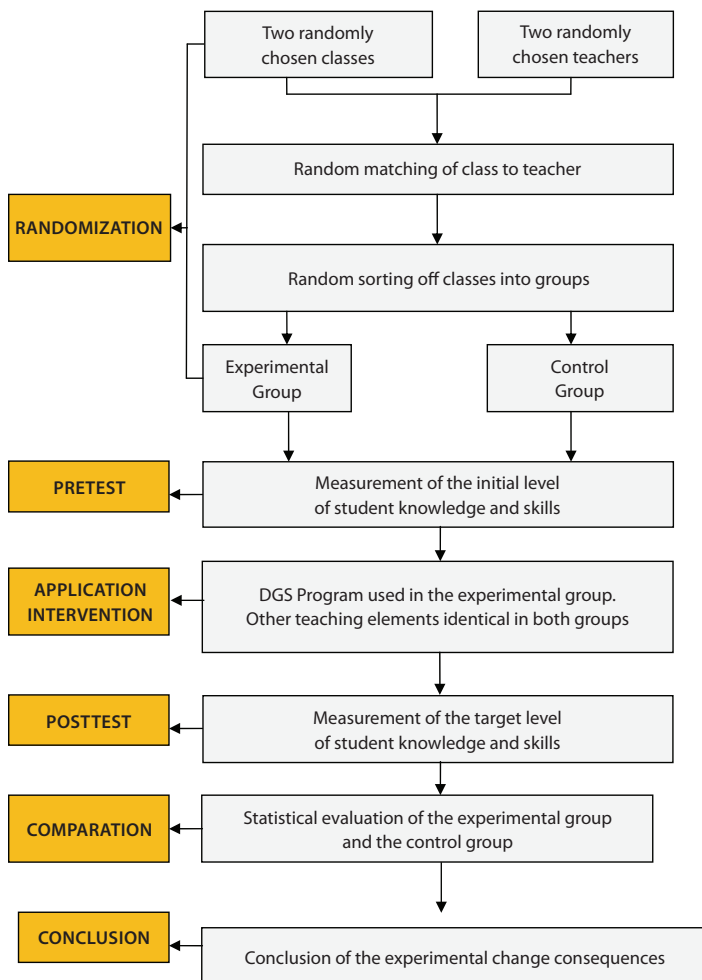 Two randomly
chosen classes
Two randomly
chosen teachers
Random matching of class to teacher
RANDOMIZATION
Random sorting off classes into groups
Experimental
Group
Control
Group
PRETEST
Measurement of the initial level
of student knowledge and skills
APPLICATION
INTERVENTION
DGS Program used in the experimental group.
Other teaching elements identical in both groups
POSTTEST
Measurement of the target level
of student knowledge and skills
COMPARATION
Statistical evaluation of the experimental group
and the control group
CONCLUSION
Conclusion of the experimental change consequences